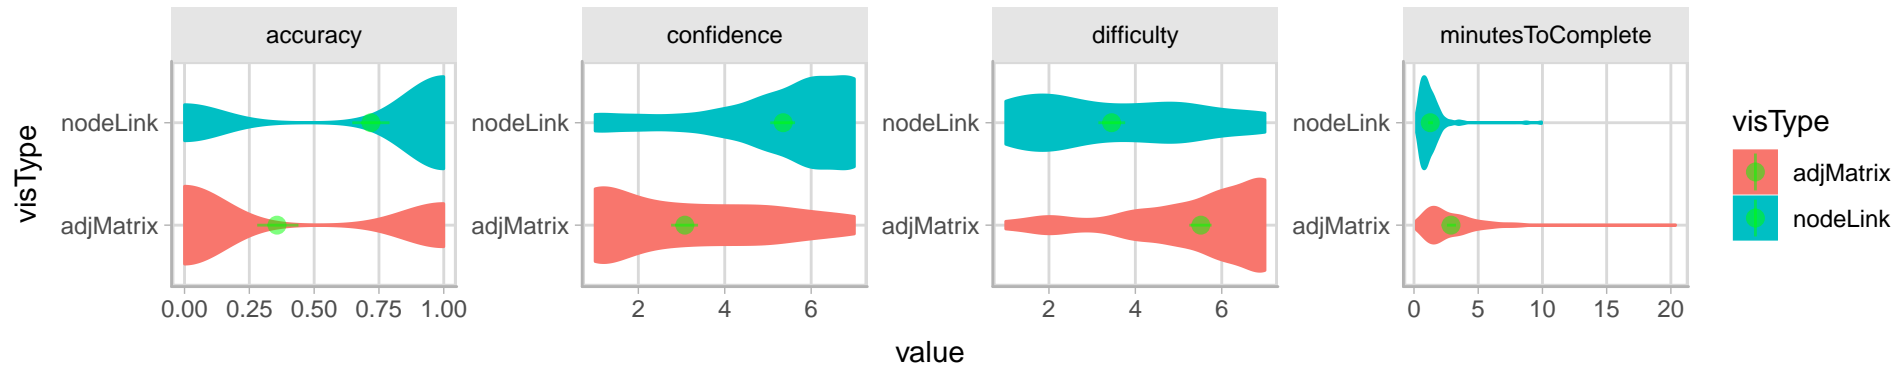 accuracy
confidence
difficulty
minutesToComplete
visType
nodeLink
adjMatrix
0.00 0.25 0.50 0.75 1.00
nodeLink
adjMatrix
2 4 6
nodeLink
adjMatrix
2 4 6
nodeLink
adjMatrix
0 5 10 15 20
value
visType
adjMatrix
nodeLink